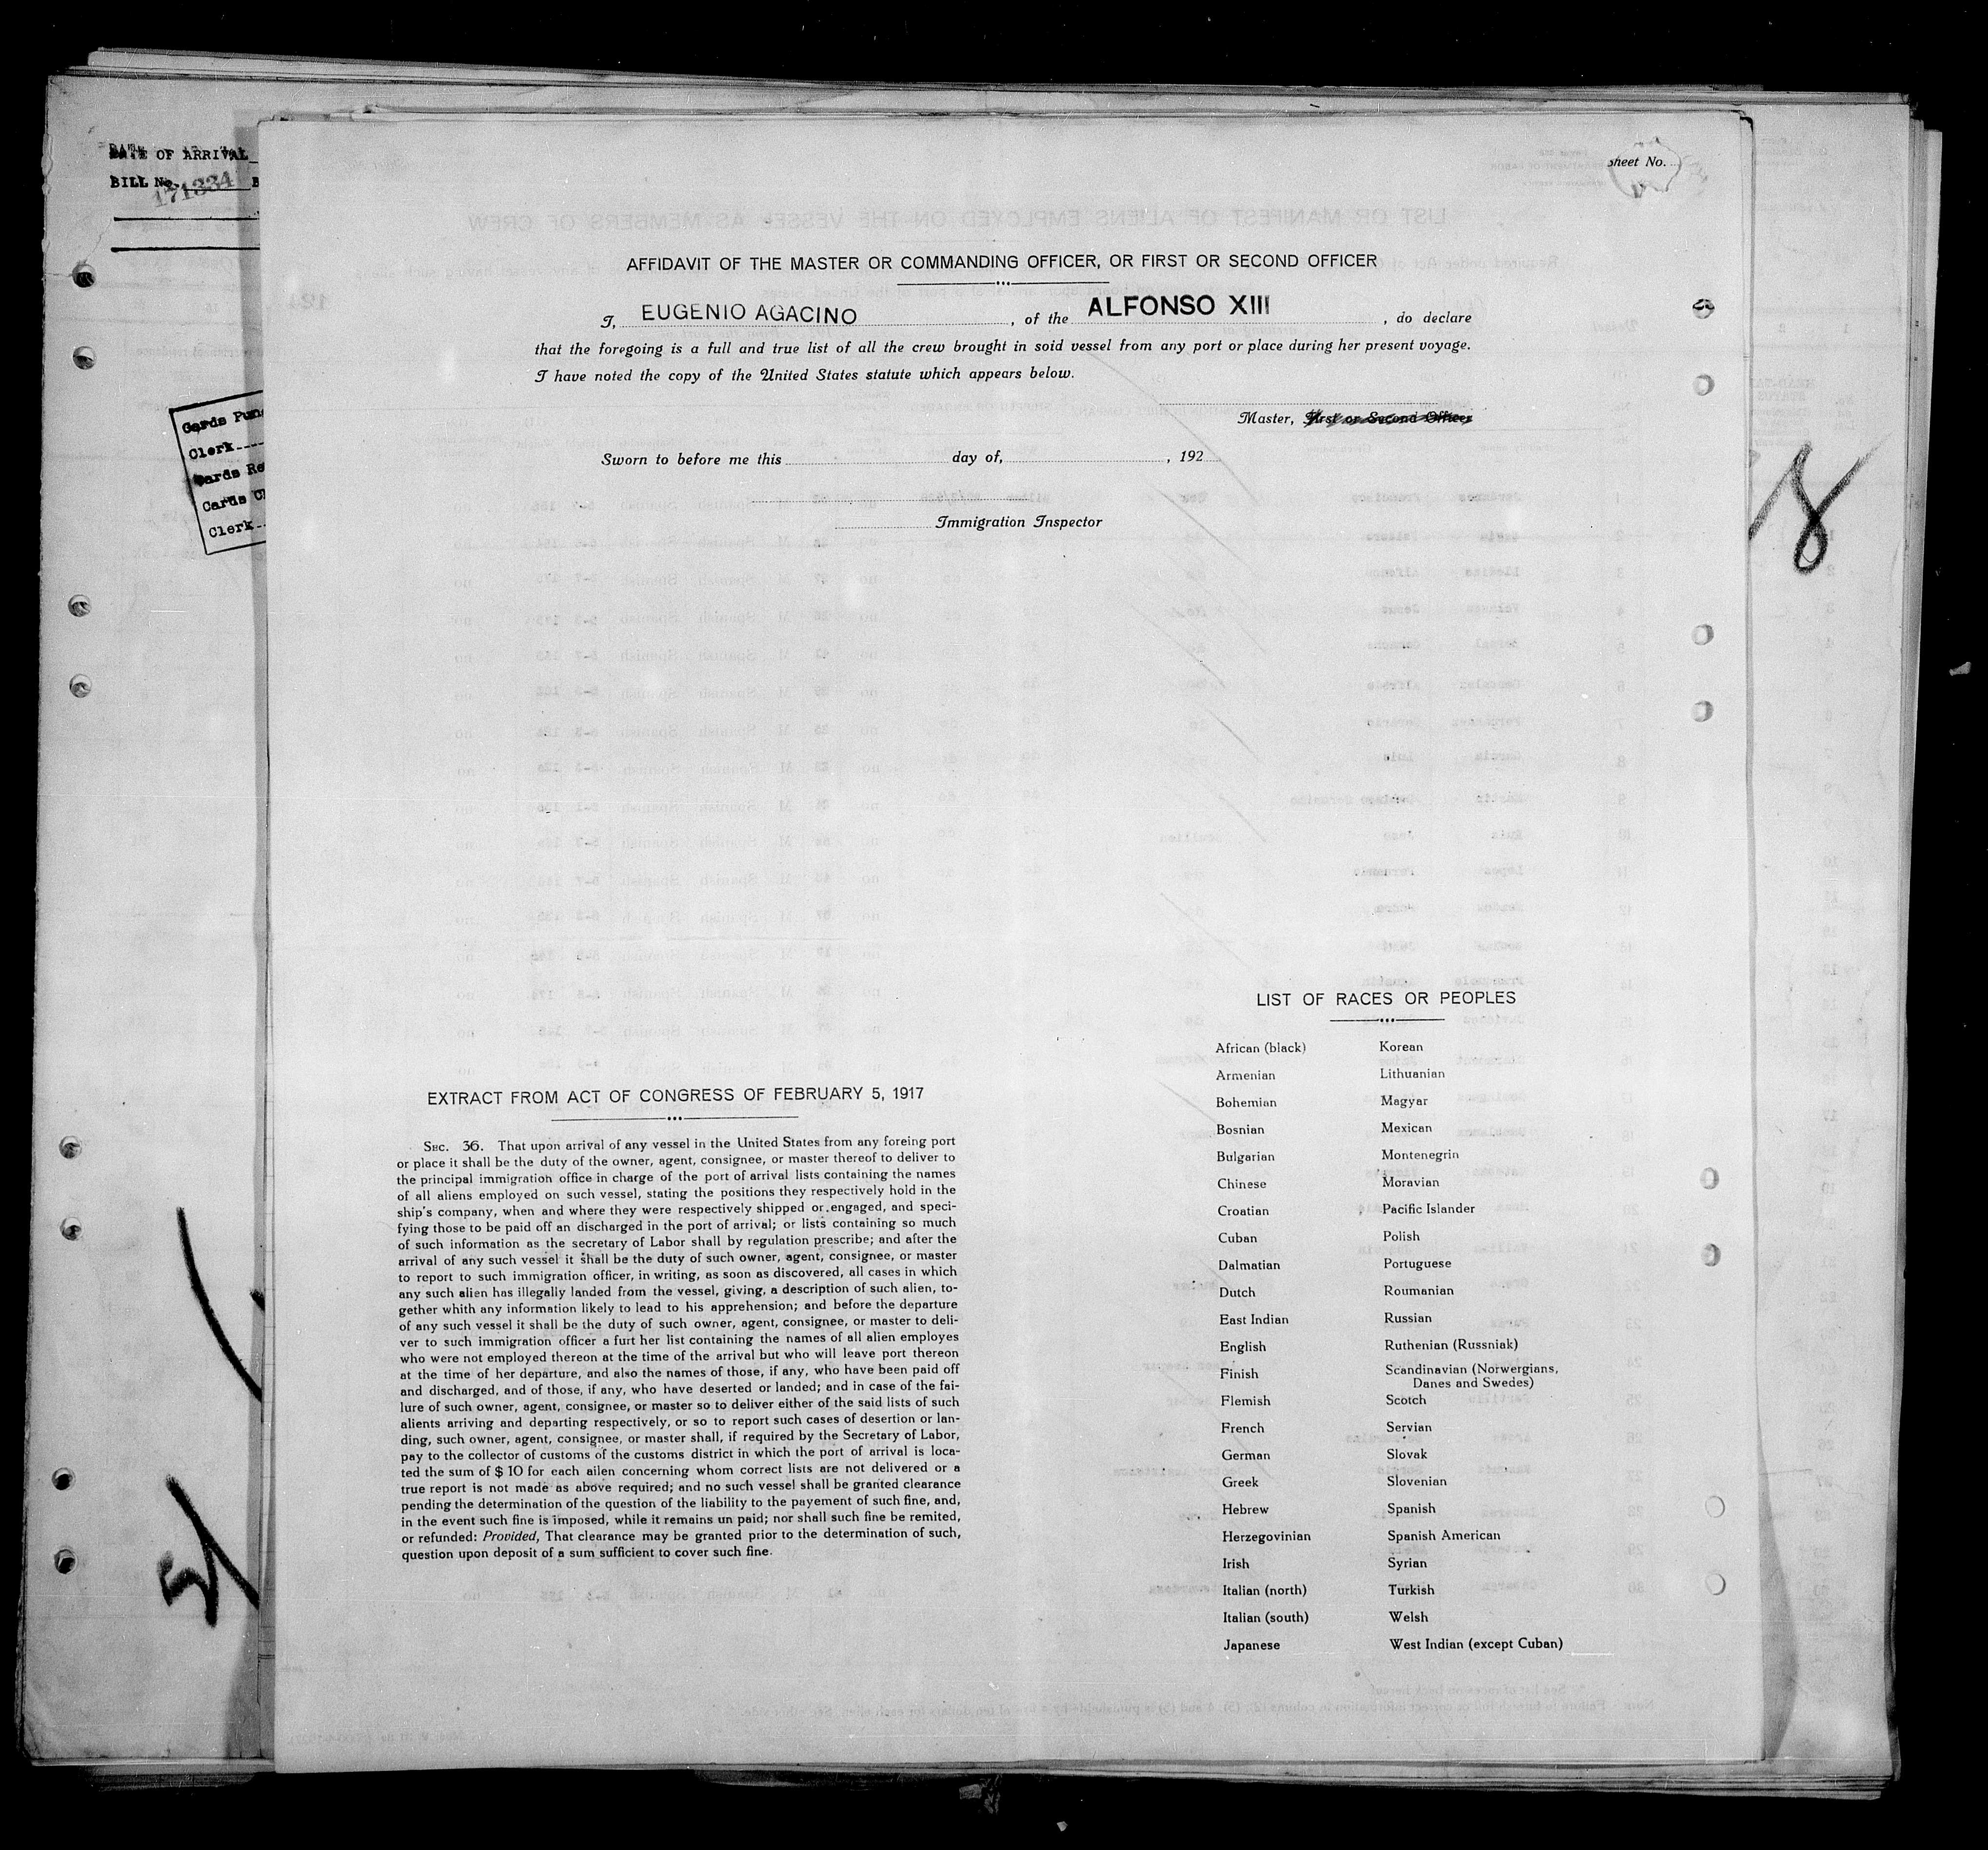 DATE OF ARRIVAL
BILL No.
171334
Cards Pun
Clerk
Cards Re
Cards
Clerk
Sheet No.
AFFIDAVIT OF THE MASTER OR COMMANDING OFFICER, OR FIRST OR SECOND OFFICER
I, EUGENIO AGACINO, of the ALFONSO XIII, do declare
that the foregoing is a full and true list of all the crew brought in soid vessel from any port or place during her present voyage.
I have noted the copy of the United States statute which appears below.
Master, First or Second Officer
Sworn to before me this day of, , 192
Immigration Inspector
8
EXTRACT FROM ACT OF CONGRESS OF FEBRUARY 5, 1917
SEC. 36. That upon arrival of any vessel in the United States from any foreing port
or place it shall be the duty of the owner, agent, consignee, or master thereof to deliver to
the principal immigration office in charge of the port of arrival lists containing the names
of all aliens employed on such vessel, stating the positions they respectively hold in the
ship's company, when and where they were respectively shipped or engaged, and speci-
fying those to be paid off an discharged in the port of arrival; or lists containing so much
of such information as the secretary of Labor shall by regulation prescribe; and after the
arrival of any such vessel it shall be the duty of such owner, agent, consignee, or master
to report to such immigration officer, in writing, as soon as discovered, all cases in which
any such alien has illegally landed from the vessel, giving, a description of such alien, to-
gether whith any information likely to lead to his apprehension; and before the departure
of any such vessel it shall be the duty of such owner, agent, consignee, or master to deli-
ver to such immigration officer a furt her list containing the names of all alien employes
who were not employed thereon at the time of the arrival but who will leave port thereon
at the time of her departure, and also the names of those, if any, who have been paid off
and discharged, and of those, if any, who have deserted or landed; and in case of the fai-
lure of such owner, agent, consignee, or master so to deliver either of the said lists of such
alients arriving and departing respectively, or so to report such cases of desertion or lan-
ding, such owner, agent, consignee, or master shall, if required by the Secretary of Labor,
pay to the collector of customs of the customs district in which the port of arrival is loca-
ted the sum of $ 10 for each ailen concerning whom correct lists are not delivered or a
true report is not made as above required; and no such vessel shall be granted clearance
pending the determination of the question of the liability to the payement of such fine, and,
in the event such fine is imposed, while it remains un paid; nor shall such fine be remited,
or refunded: Provided, That clearance may be granted prior to the determination of such,
question upon deposit of a sum sufficient to cover such fine.
LIST OF RACES OR PEOPLES
African (black)
Armenian
Bohemian
Bosnian
Bulgarian
Chinese
Croatian
Cuban
Dalmatian
Dutch
East Indian
English
Finish
Flemish
French
German
Greek
Hebrew
Herzegovinian
Irish
Italian (north)
Italian (south)
Japanese
Korean
Lithuanian
Magyar
Mexican
Montenegrin
Moravian
Pacific Islander
Polish
Portuguese
Roumanian
Russian
Ruthenian (Russniak)
Scandinavian (Norwergians,
Danes and Swedes)
Scotch
Servian
Slovak
Slovenian
Spanish
Spanish American
Syrian
Turkish
Welsh
West Indian (except Cuban)